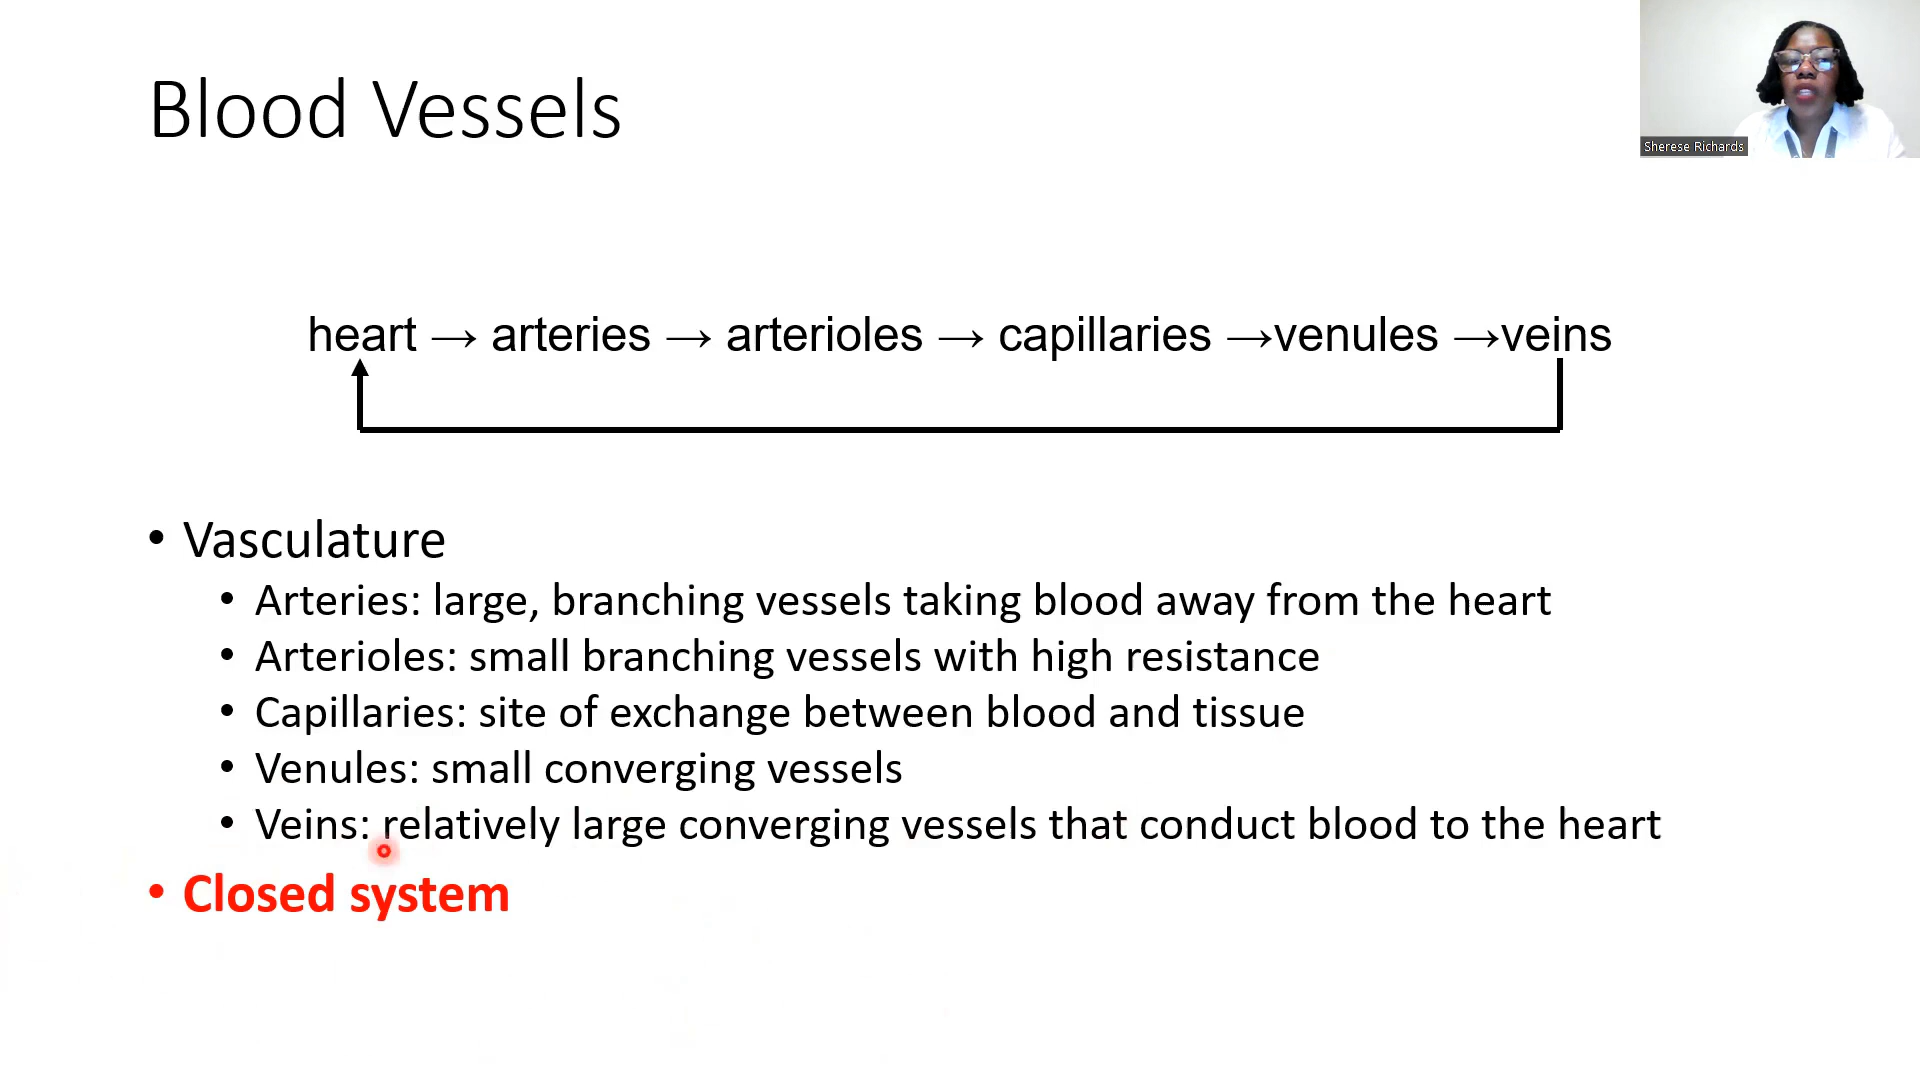 Blood Vessels
Sherese Richards
heart → arteries → arterioles → capillaries →venules →veins
• Vasculature
• Arteries: large, branching vessels taking blood away from the heart
• Arterioles: small branching vessels with high resistance
• Capillaries: site of exchange between blood and tissue
• Venules: small converging vessels
• Veins: relatively large converging vessels that conduct blood to the heart
• Closed system